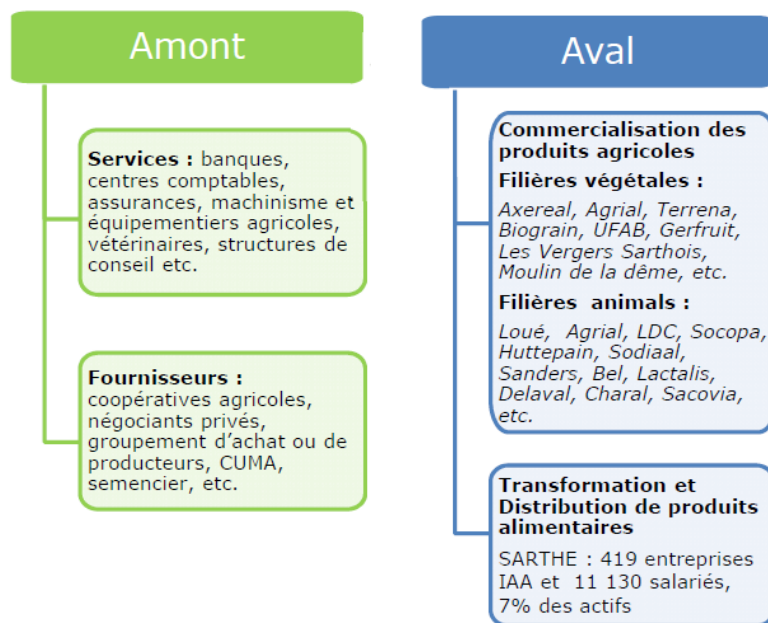 Amont
Services : banques,
centres comptables,
assurances, machinisme et
équipementiers agricoles,
vétérinaires, structures de
conseil etc.
Fournisseurs :
coopératives agricoles,
négociants privés,
groupement d'achat ou de
producteurs, CUMA,
semencier, etc.
Aval
Commercialisation des
produits agricoles
Filières végétales :
Axereal, Agrial, Terrena,
Biograin, UFAB, Gerfruit,
Les Vergers Sarthois,
Moulin de la dême, etc.
Filières animals :
Loué, Agrial, LDC, Socopa,
Huttepain, Sodiaal,
Sanders, Bel, Lactalis,
Delaval, Charal, Sacovia,
etc.
Transformation et
Distribution de produits
alimentaires
SARTHE : 419 entreprises
IAA et 11 130 salariés,
7% des actifs